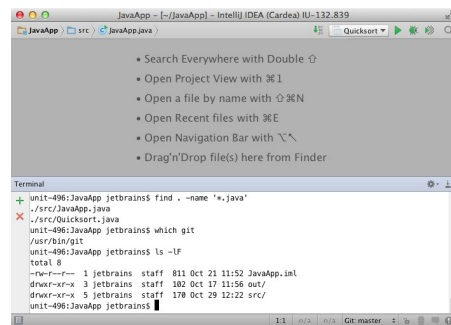 JavaApp - [~/JavaApp] - IntelliJ IDEA (Cardea) IU-132.839
JavaApp src JavaApp.java Quicksort
• Search Everywhere with Double ⇧
• Open Project View with ⌘1
• Open a file by name with ⇧⌘N
• Open Recent files with ⌘E
• Open Navigation Bar with ⌥↖
• Drag'n'Drop file(s) here from Finder
Terminal
unit-496:JavaApp jetbrains$ find . -name '*.java'
./src/JavaApp.java
./src/Quicksort.java
unit-496:JavaApp jetbrains$ which git
/usr/bin/git
unit-496:JavaApp jetbrains$ ls -lF
total 8
-rw-r--r-- 1 jetbrains staff 811 Oct 21 11:52 JavaApp.iml
drwxr-xr-x 3 jetbrains staff 102 Oct 17 11:56 out/
drwxr-xr-x 5 jetbrains staff 170 Oct 29 12:22 src/
unit-496:JavaApp jetbrains$
1:1 n/a n/a Git: master